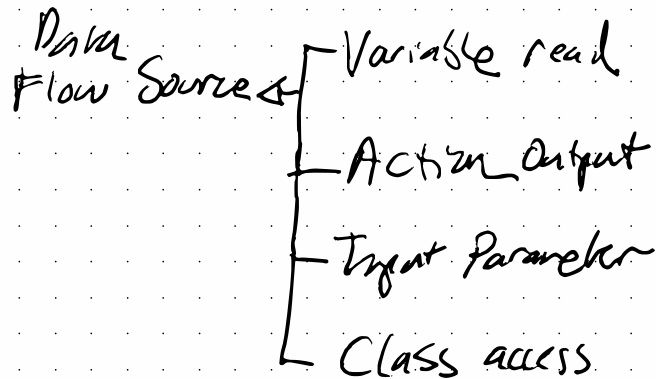 Data
Flow Source
Variable read
Action Output
Input Parameter
Class access